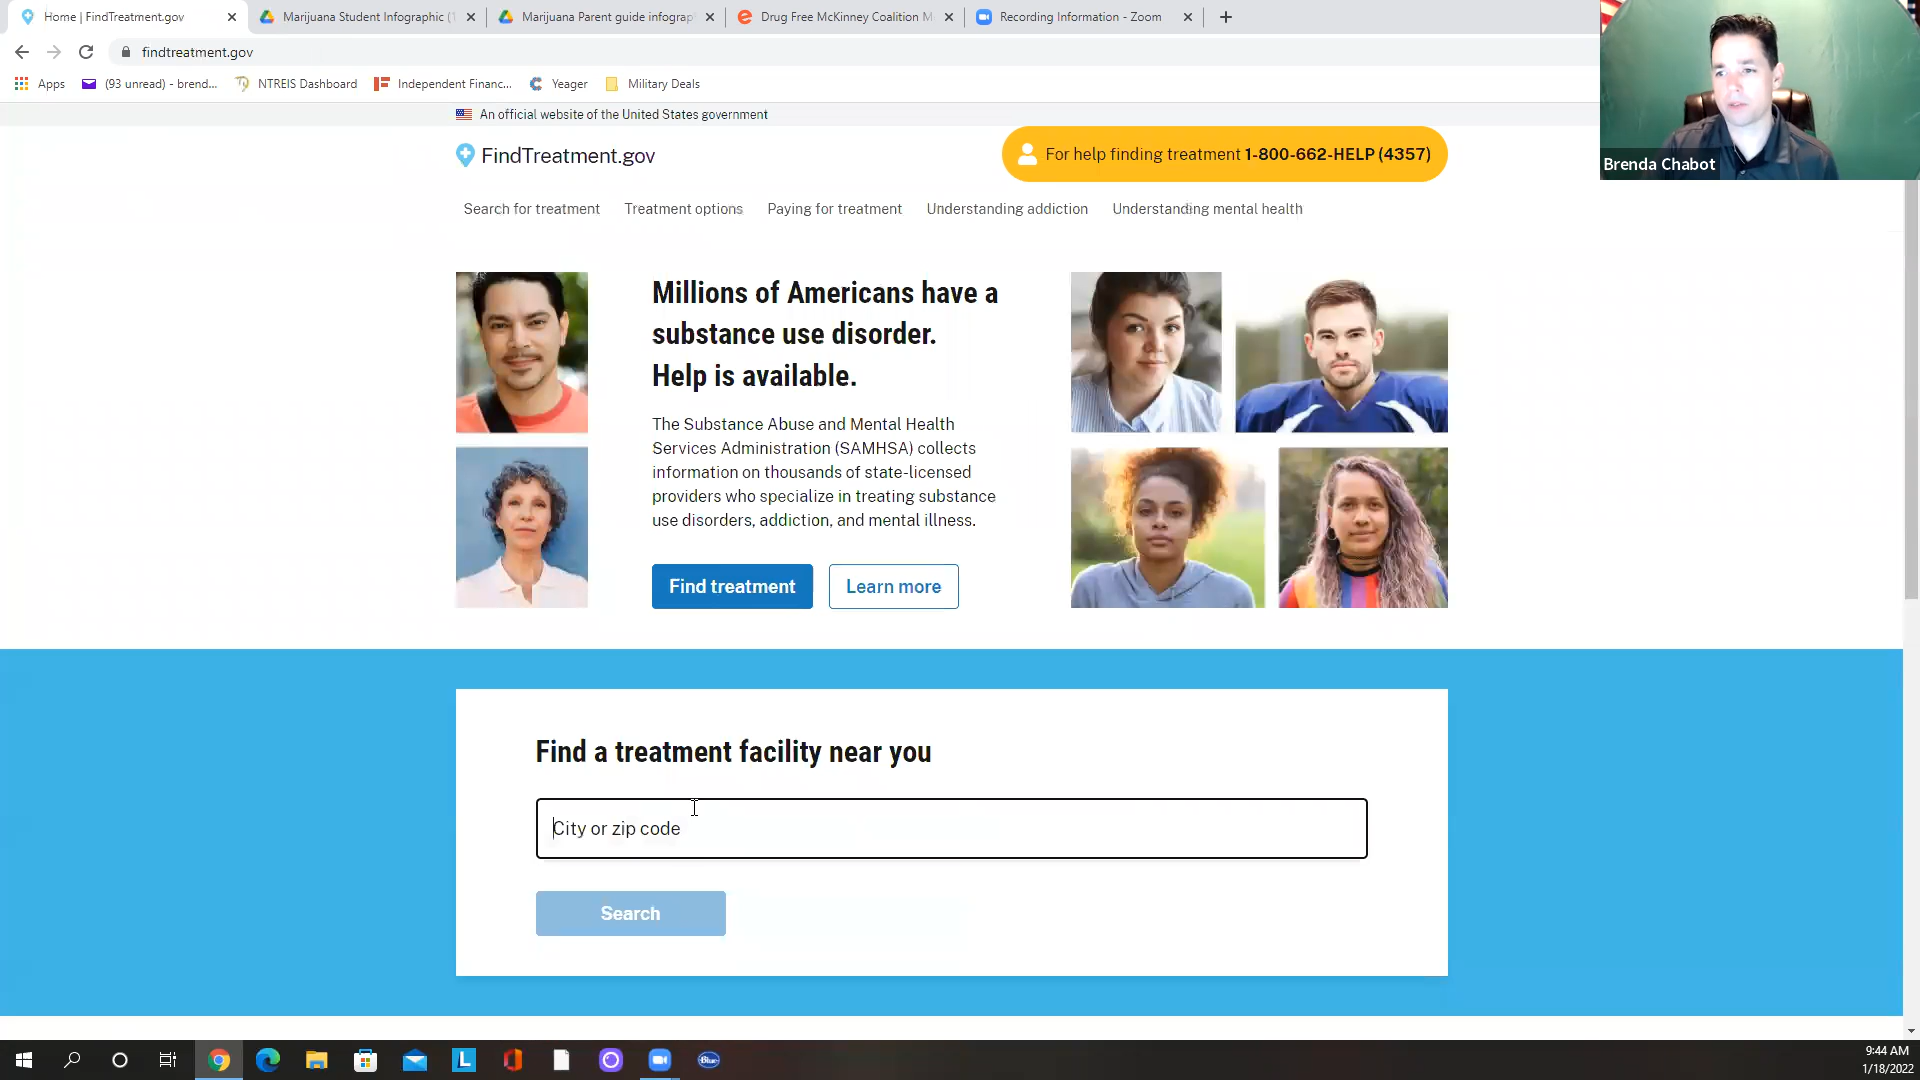 Home | FindTreatment.gov
Marijuana Student Infographic (1
Marijuana Parent guide infograp
Drug Free McKinney Coalition M
Recording Information - Zoom
findtreatment.gov
Apps
(93 unread) - brend...
NTREIS Dashboard
Independent Financ...
Yeager
Military Deals
Brenda Chabot
An official website of the United States government
FindTreatment.gov
For help finding treatment 1-800-662-HELP (4357)
Search for treatment
Treatment options
Paying for treatment
Understanding addiction
Understanding mental health
Millions of Americans have a
substance use disorder.
Help is available.
The Substance Abuse and Mental Health
Services Administration (SAMHSA) collects
information on thousands of state-licensed
providers who specialize in treating substance
use disorders, addiction, and mental illness.
Find treatment
Learn more
Find a treatment facility near you
City or zip code
Search
L
Blue
9:44 AM
1/18/2022